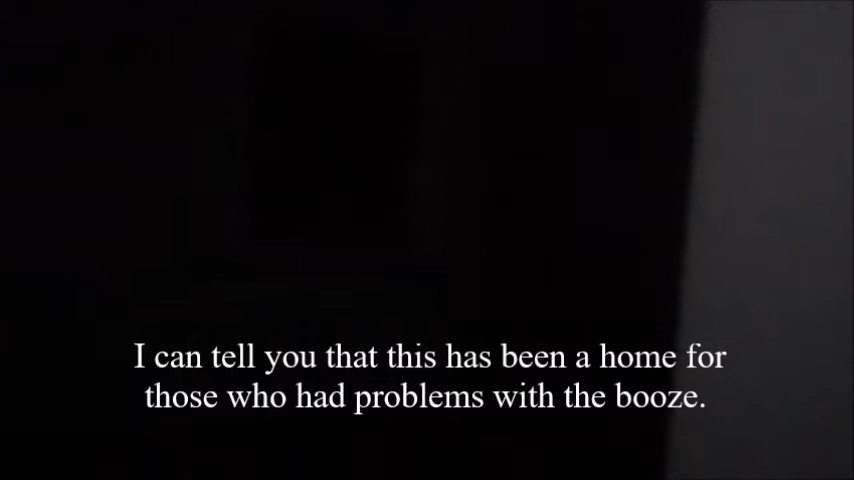 I can tell you that this has been a home for
those who had problems with the booze.